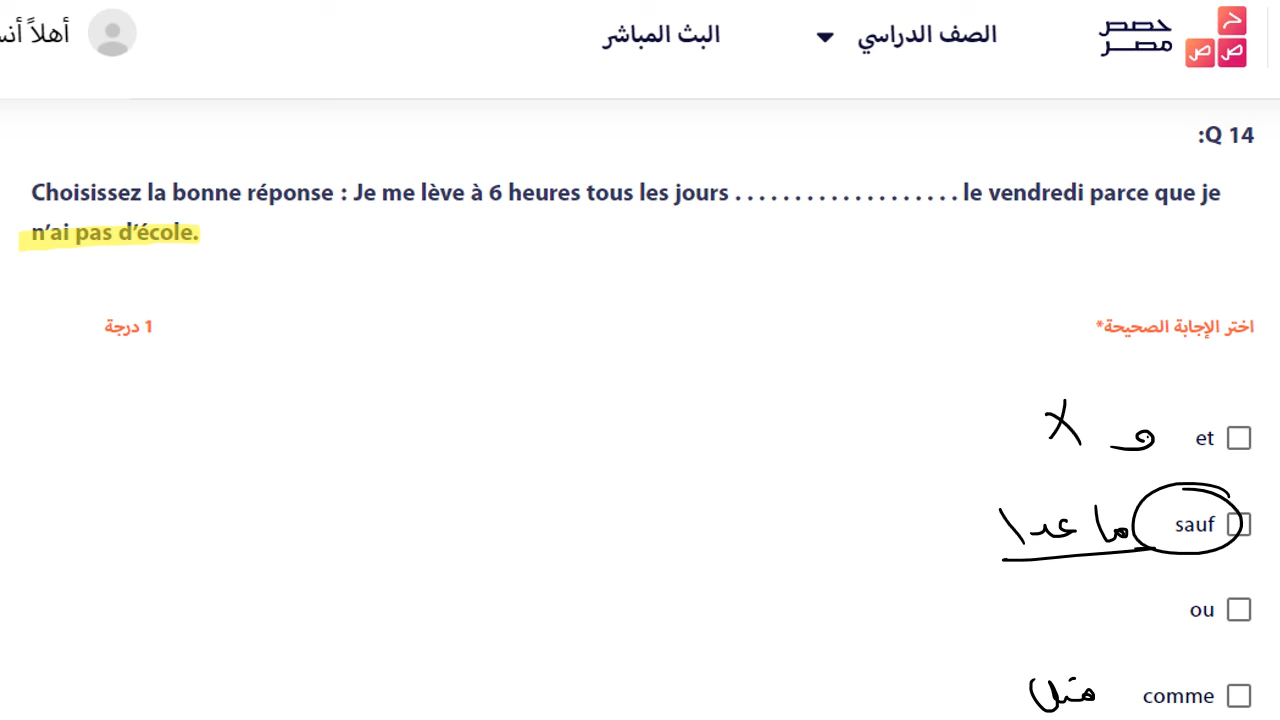 حصص
مصر
الصف الدراسي
البث المباشر
أهلاً
Q 14:
Choisissez la bonne réponse : Je me lève à 6 heures tous les jours . . . . . . . . . . . . . . . . . . . le vendredi parce que je
n’ai pas d’école.
اختر الإجابة الصحيحة*
1 درجة
et و X
sauf ما عدا
ou
comme مثل